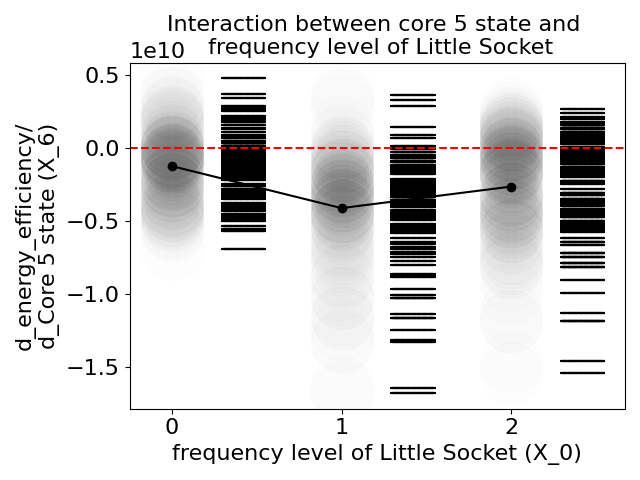 Interaction between core 5 state and
frequency level of Little Socket
1e10
0.5
0.0
−0.5
−1.0
−1.5
d_energy_efficiency/
d_Core 5 state (X_6)
0 1 2
frequency level of Little Socket (X_0)